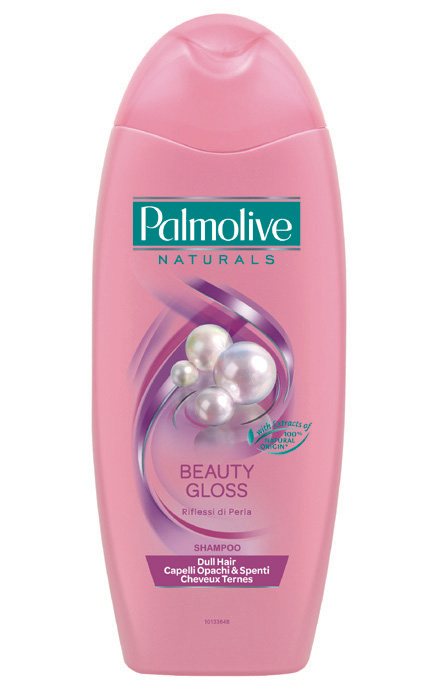 Palmolive
NATURALS
with extracts of
100%
NATURAL
ORIGIN*
BEAUTY
GLOSS
Riflessi di Perla
SHAMPOO
Dull Hair
Capelli Opachi & Spenti
Cheveux Ternes
10133648